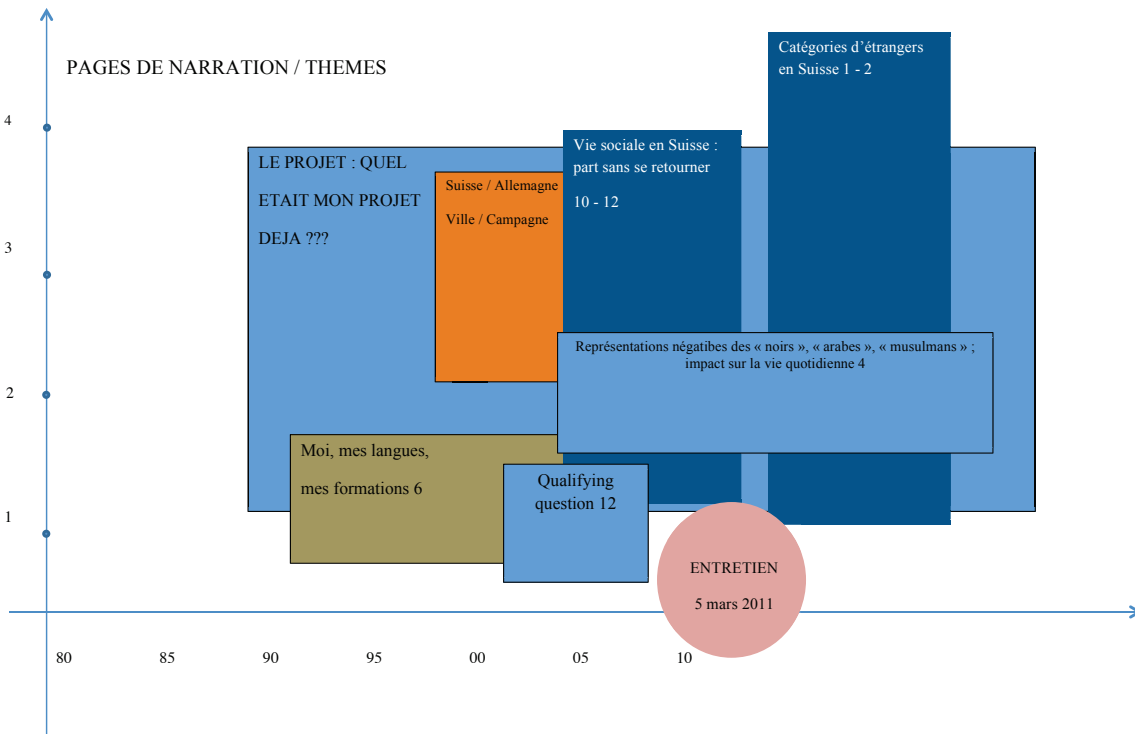 PAGES DE NARRATION / THEMES
Catégories d’étrangers
en Suisse 1 - 2
4
Vie sociale en Suisse :
part sans se retourner
10 - 12
LE PROJET : QUEL
ETAIT MON PROJET
DEJA ???
Suisse / Allemagne
Ville / Campagne
3
Représentations négatibes des « noirs », « arabes », « musulmans » ;
impact sur la vie quotidienne 4
2
Moi, mes langues,
mes formations 6
Qualifying
question 12
1
ENTRETIEN
5 mars 2011
80 85 90 95 00 05 10